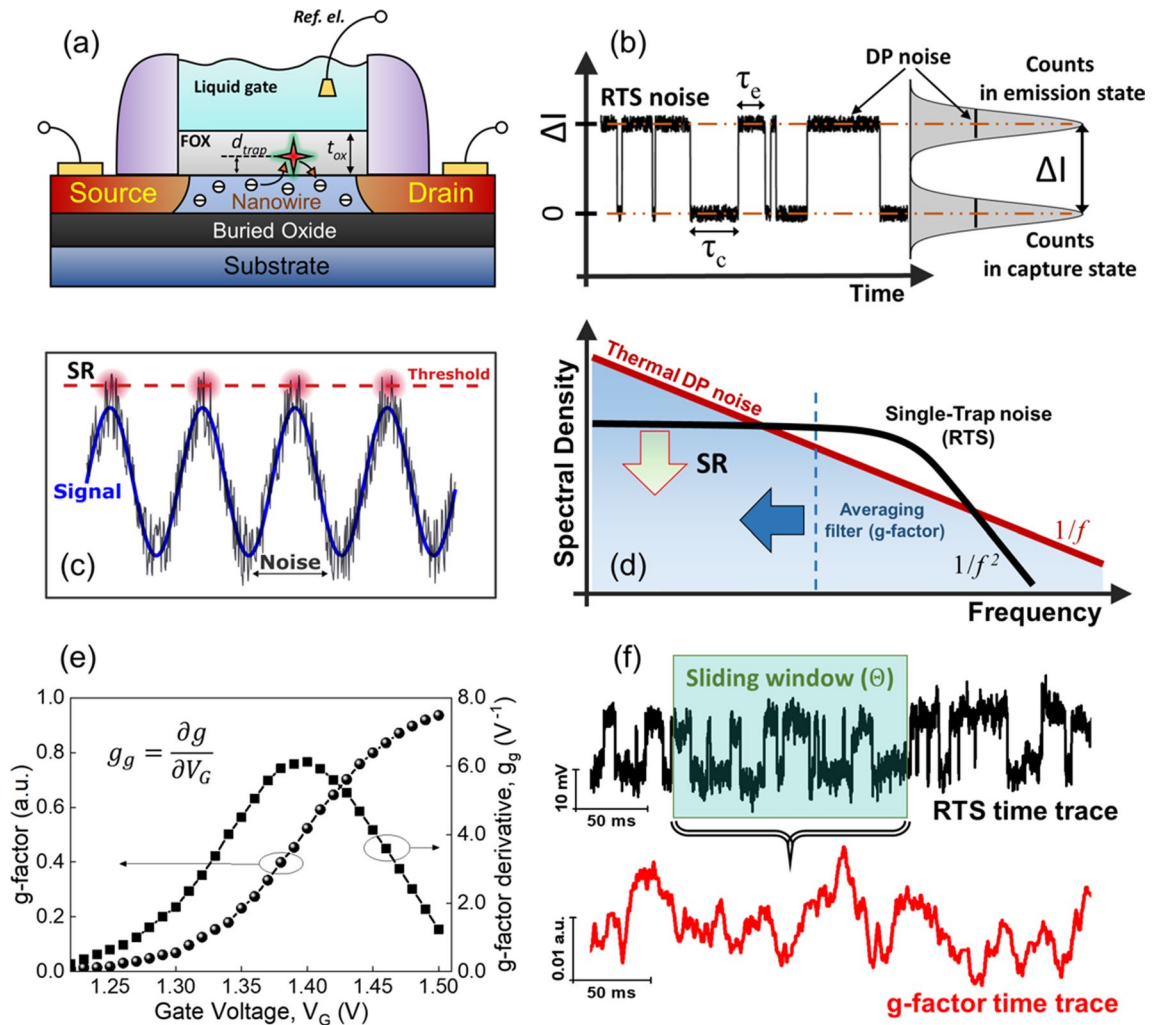 (a)
Ref. el.
Liquid gate
FOX
d_trap
t_ox
Source
Nanowire
Drain
Buried Oxide
Substrate
(b)
DP noise
Counts
in emission state
RTS noise
τ_e
ΔI
0
τ_c
ΔI
Counts
in capture state
Time
SR
Threshold
Signal
(c)
Noise
Spectral Density
Thermal DP noise
Single-Trap noise
(RTS)
SR
Averaging
filter (g-factor)
(d)
1/f
1/f²
Frequency
(e)
g-factor (a.u.)
1.0
0.8
0.6
0.4
0.2
0.0
g_g = ∂g/∂V_G
8.0
6.0
4.0
2.0
0.0
g-factor derivative, g_g (V⁻¹)
1.25 1.30 1.35 1.40 1.45 1.50
Gate Voltage, V_G (V)
(f)
Sliding window (Θ)
10 mV
50 ms
RTS time trace
0.01 a.u.
50 ms
g-factor time trace